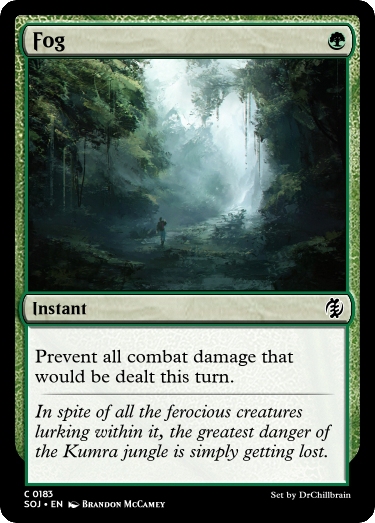 Fog
Instant
Prevent all combat damage that
would be dealt this turn.
In spite of all the ferocious creatures
lurking within it, the greatest danger of
the Kumra jungle is simply getting lost.
C 0183
SOJ • EN Brandon McCamey
Set by DrChillbrain